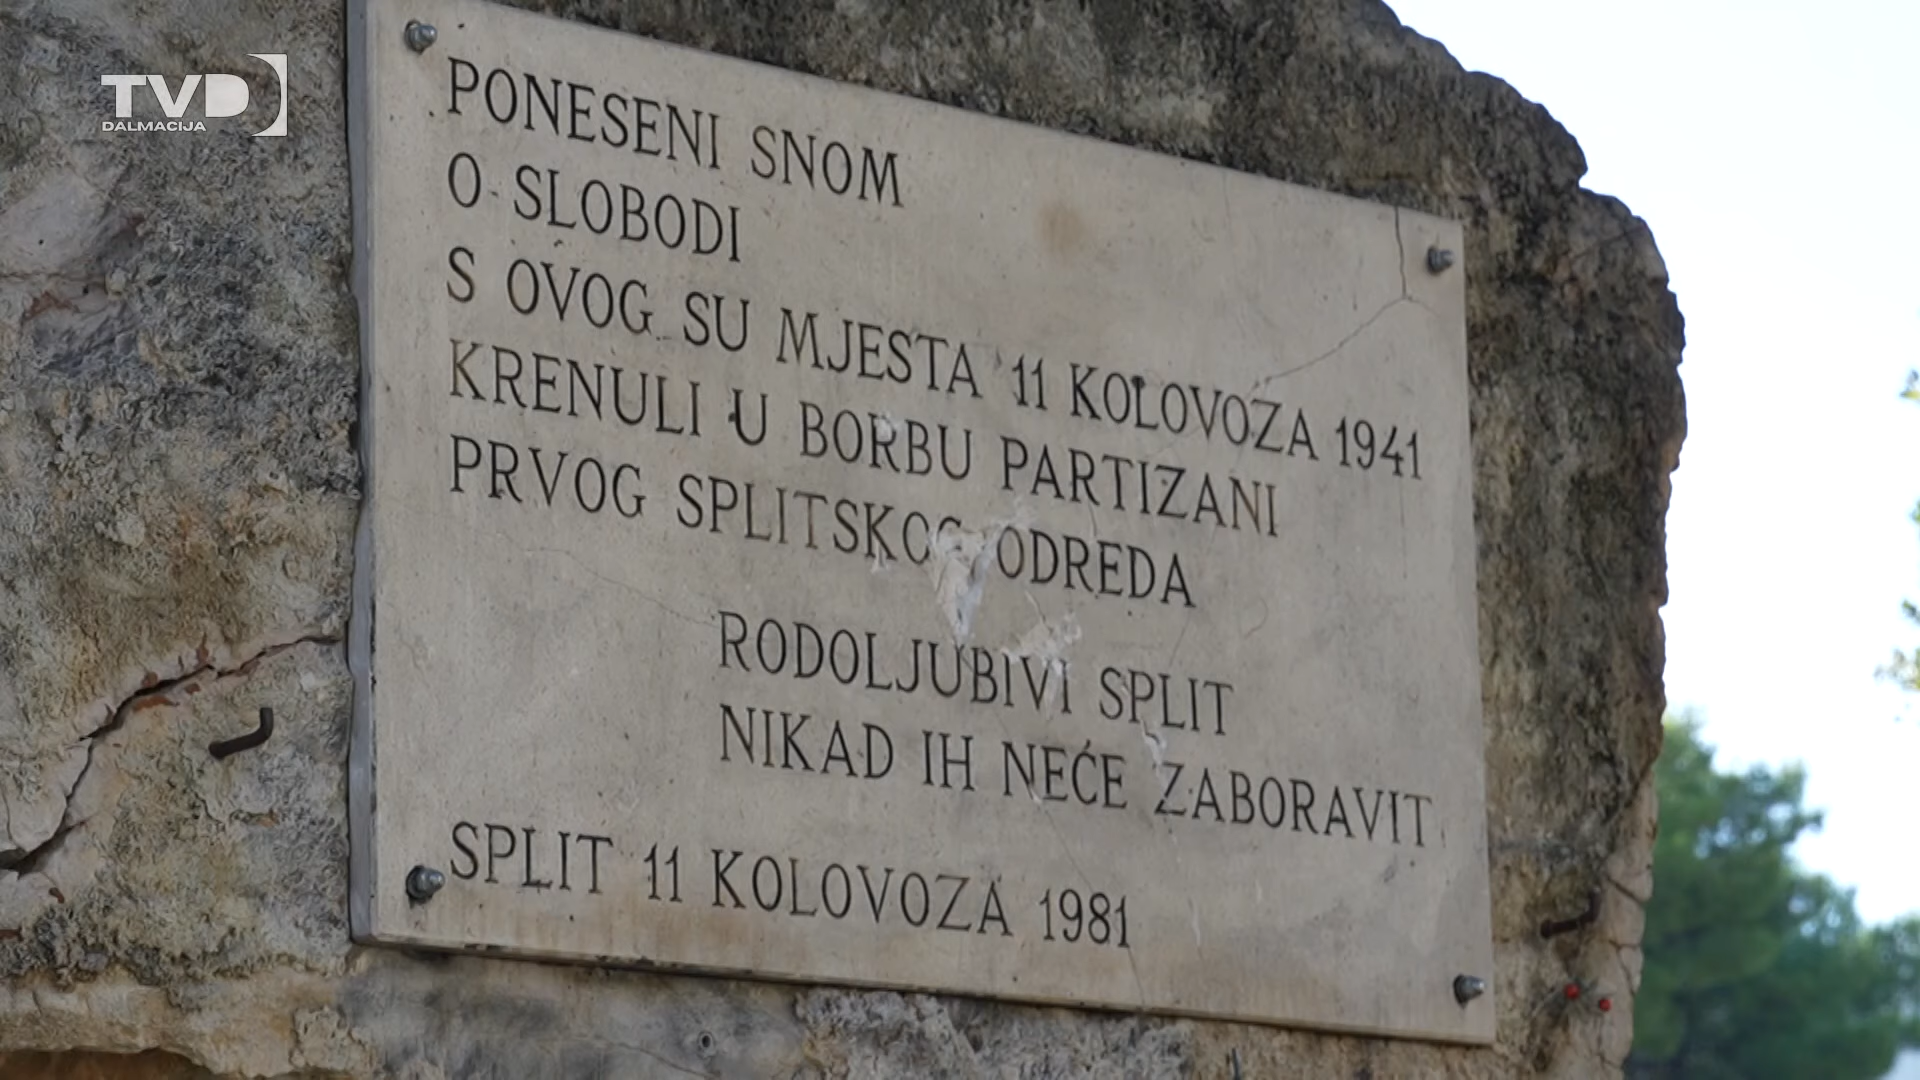 TVD
DALMACIJA
PONESENI SNOM
O SLOBODI
S OVOG SU MJESTA 11 KOLOVOZA 1941
KRENULI U BORBU PARTIZANI
PRVOG SPLITSKOG ODREDA
RODOLJUBIVI SPLIT
NIKAD IH NEĆE ZABORAVIT
SPLIT 11 KOLOVOZA 1981